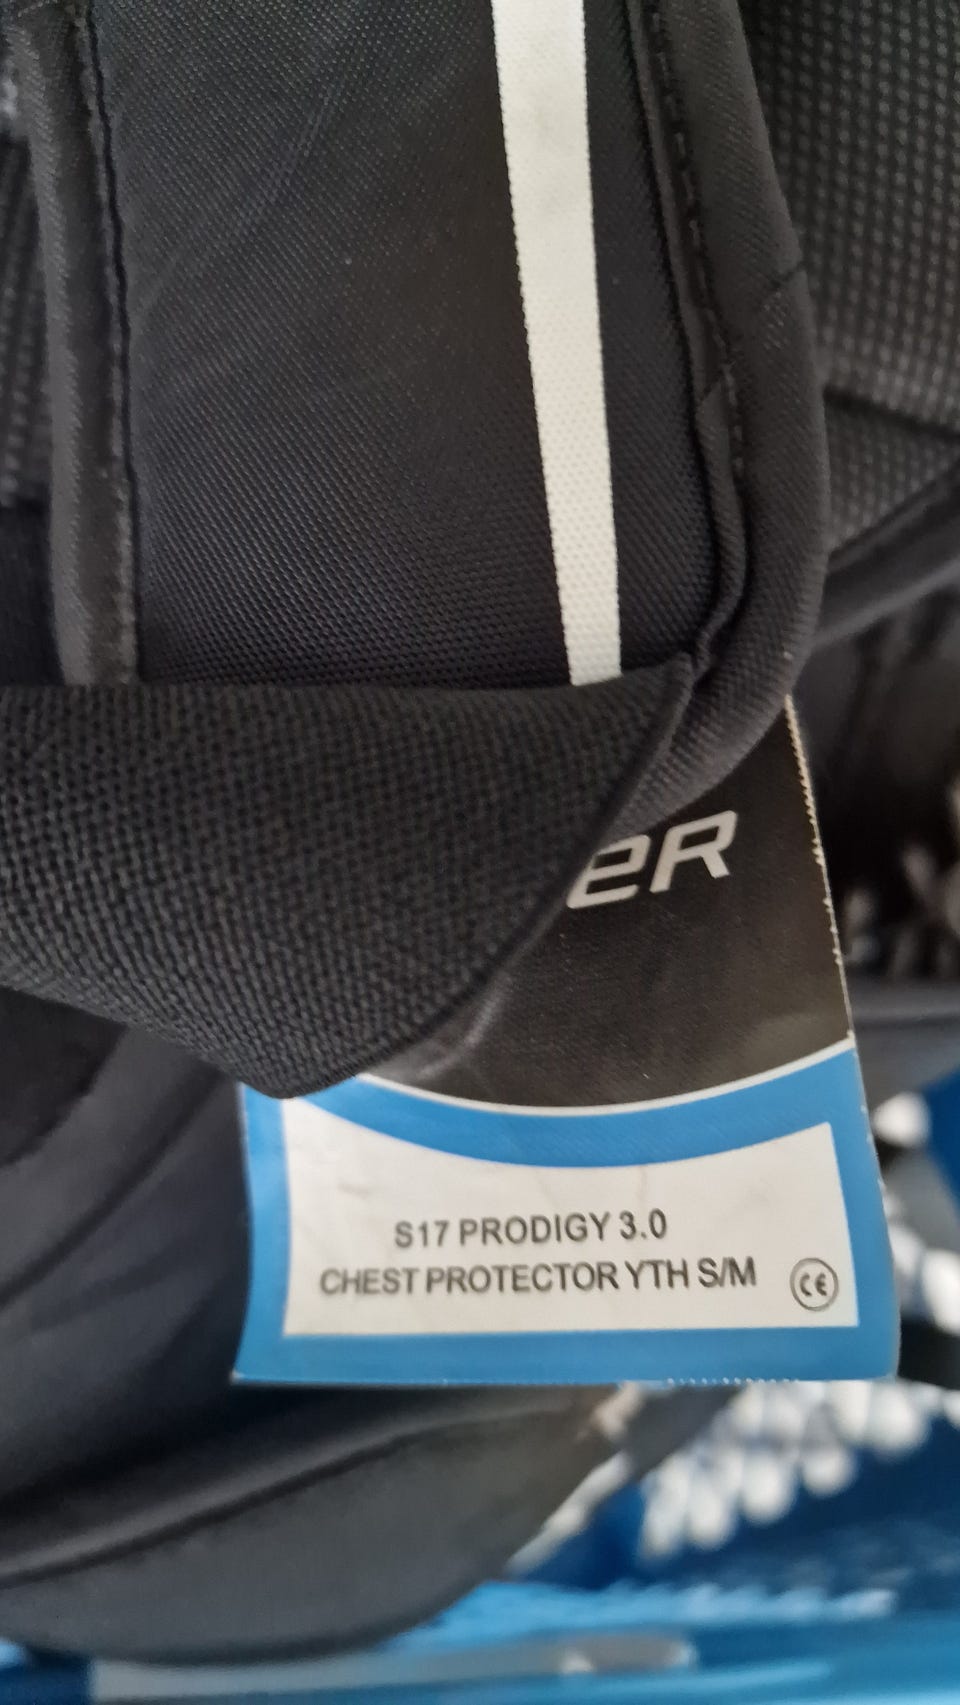 eR
S17 PRODIGY 3.0
CHEST PROTECTOR YTH S/M
CE